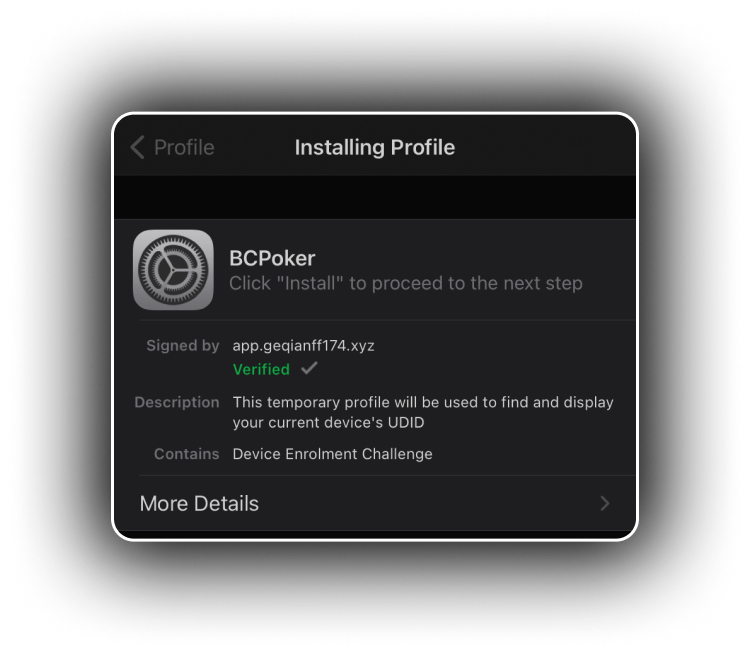 Profile
Installing Profile
BCPoker
Click "Install" to proceed to the next step
Signed by app.geqianff174.xyz
Verified
Description This temporary profile will be used to find and display
your current device's UDID
Contains Device Enrolment Challenge
More Details